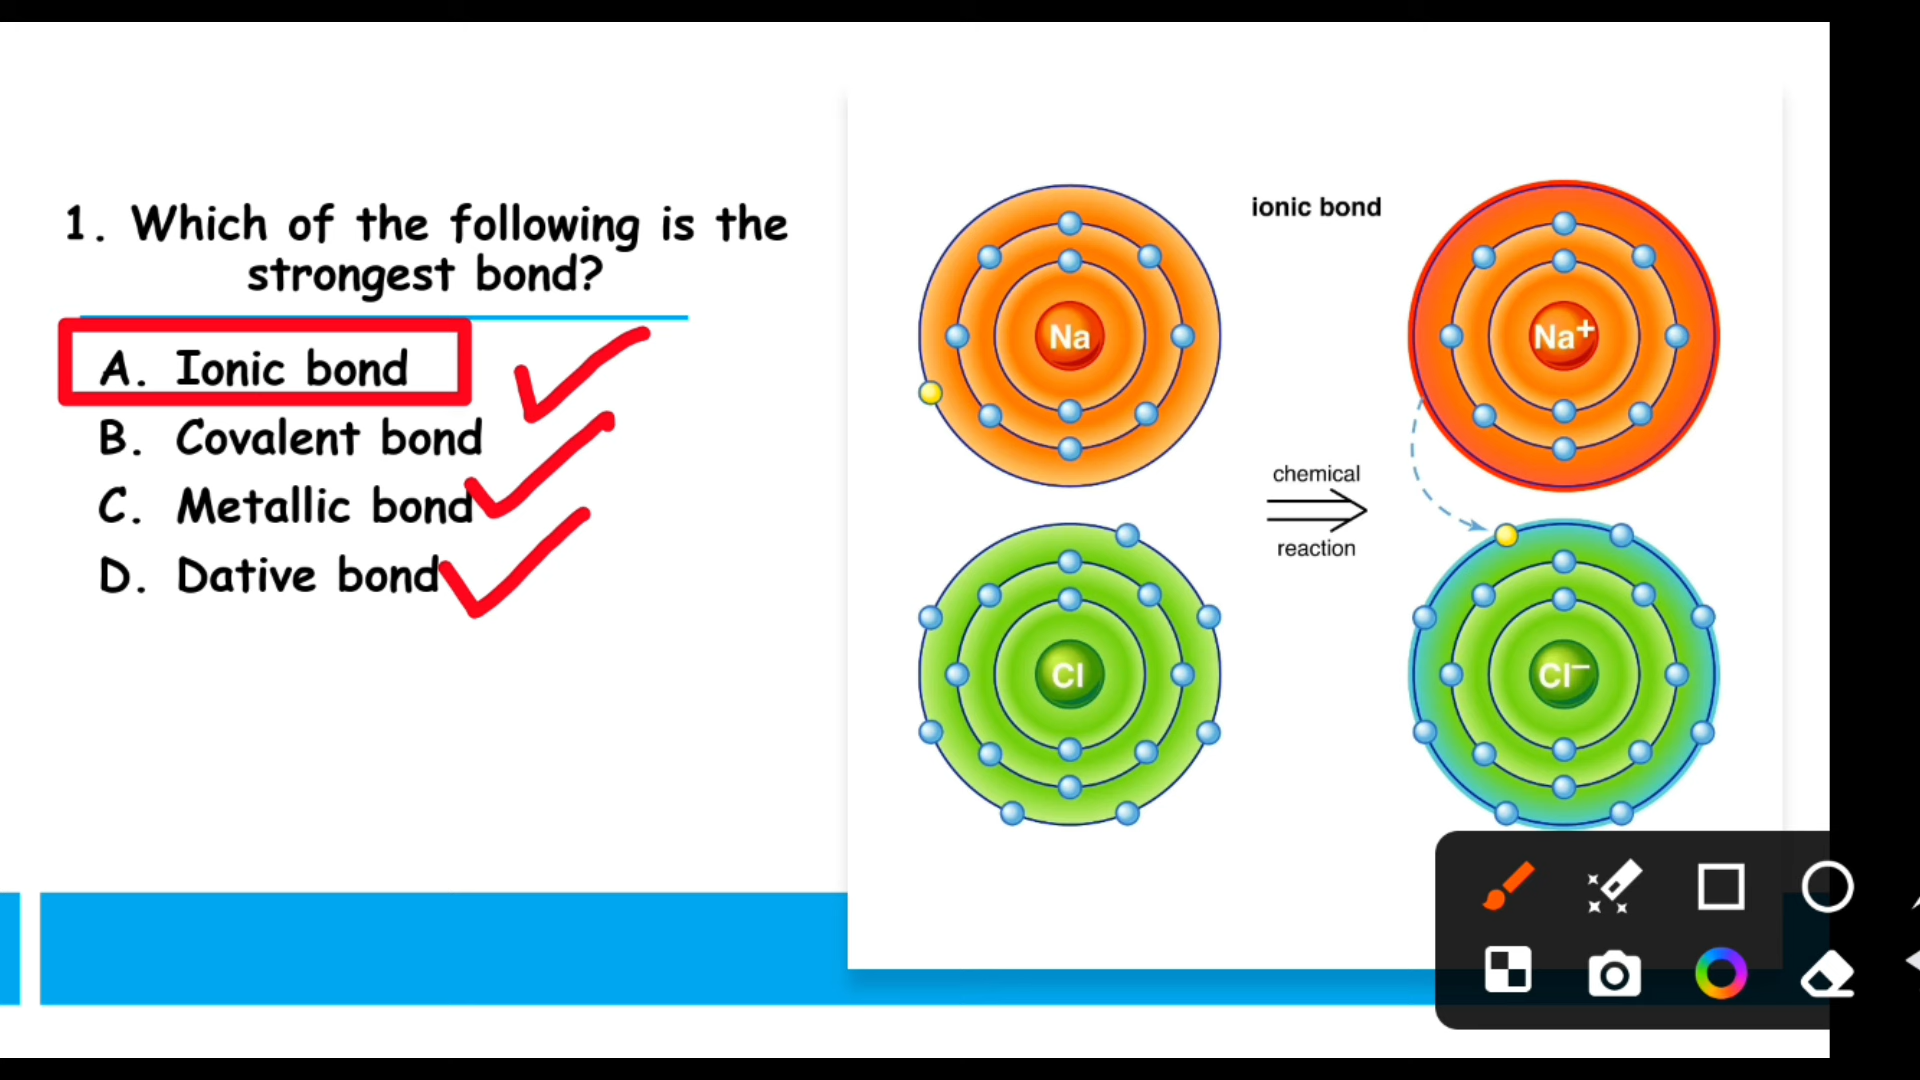 1. Which of the following is the
strongest bond?
A. Ionic bond
B. Covalent bond
C. Metallic bond
D. Dative bond
ionic bond
Na
Na+
chemical
reaction
Cl
Cl–